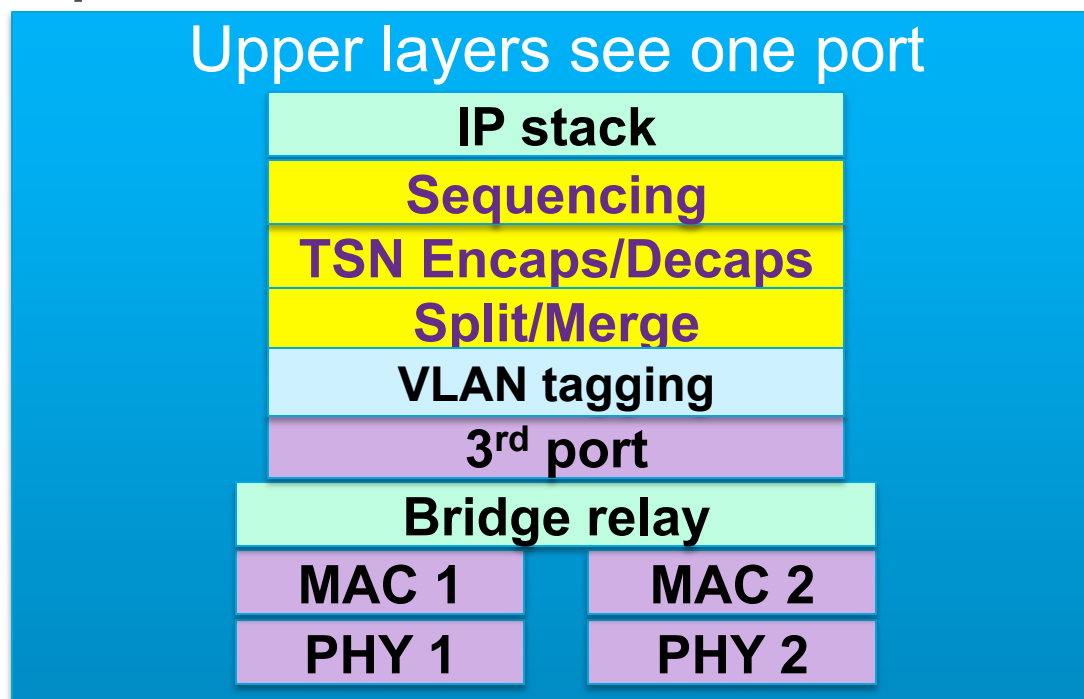 Upper layers see one port
IP stack
Sequencing
TSN Encaps/Decaps
Split/Merge
VLAN tagging
3rd port
Bridge relay
MAC 1 MAC 2
PHY 1 PHY 2